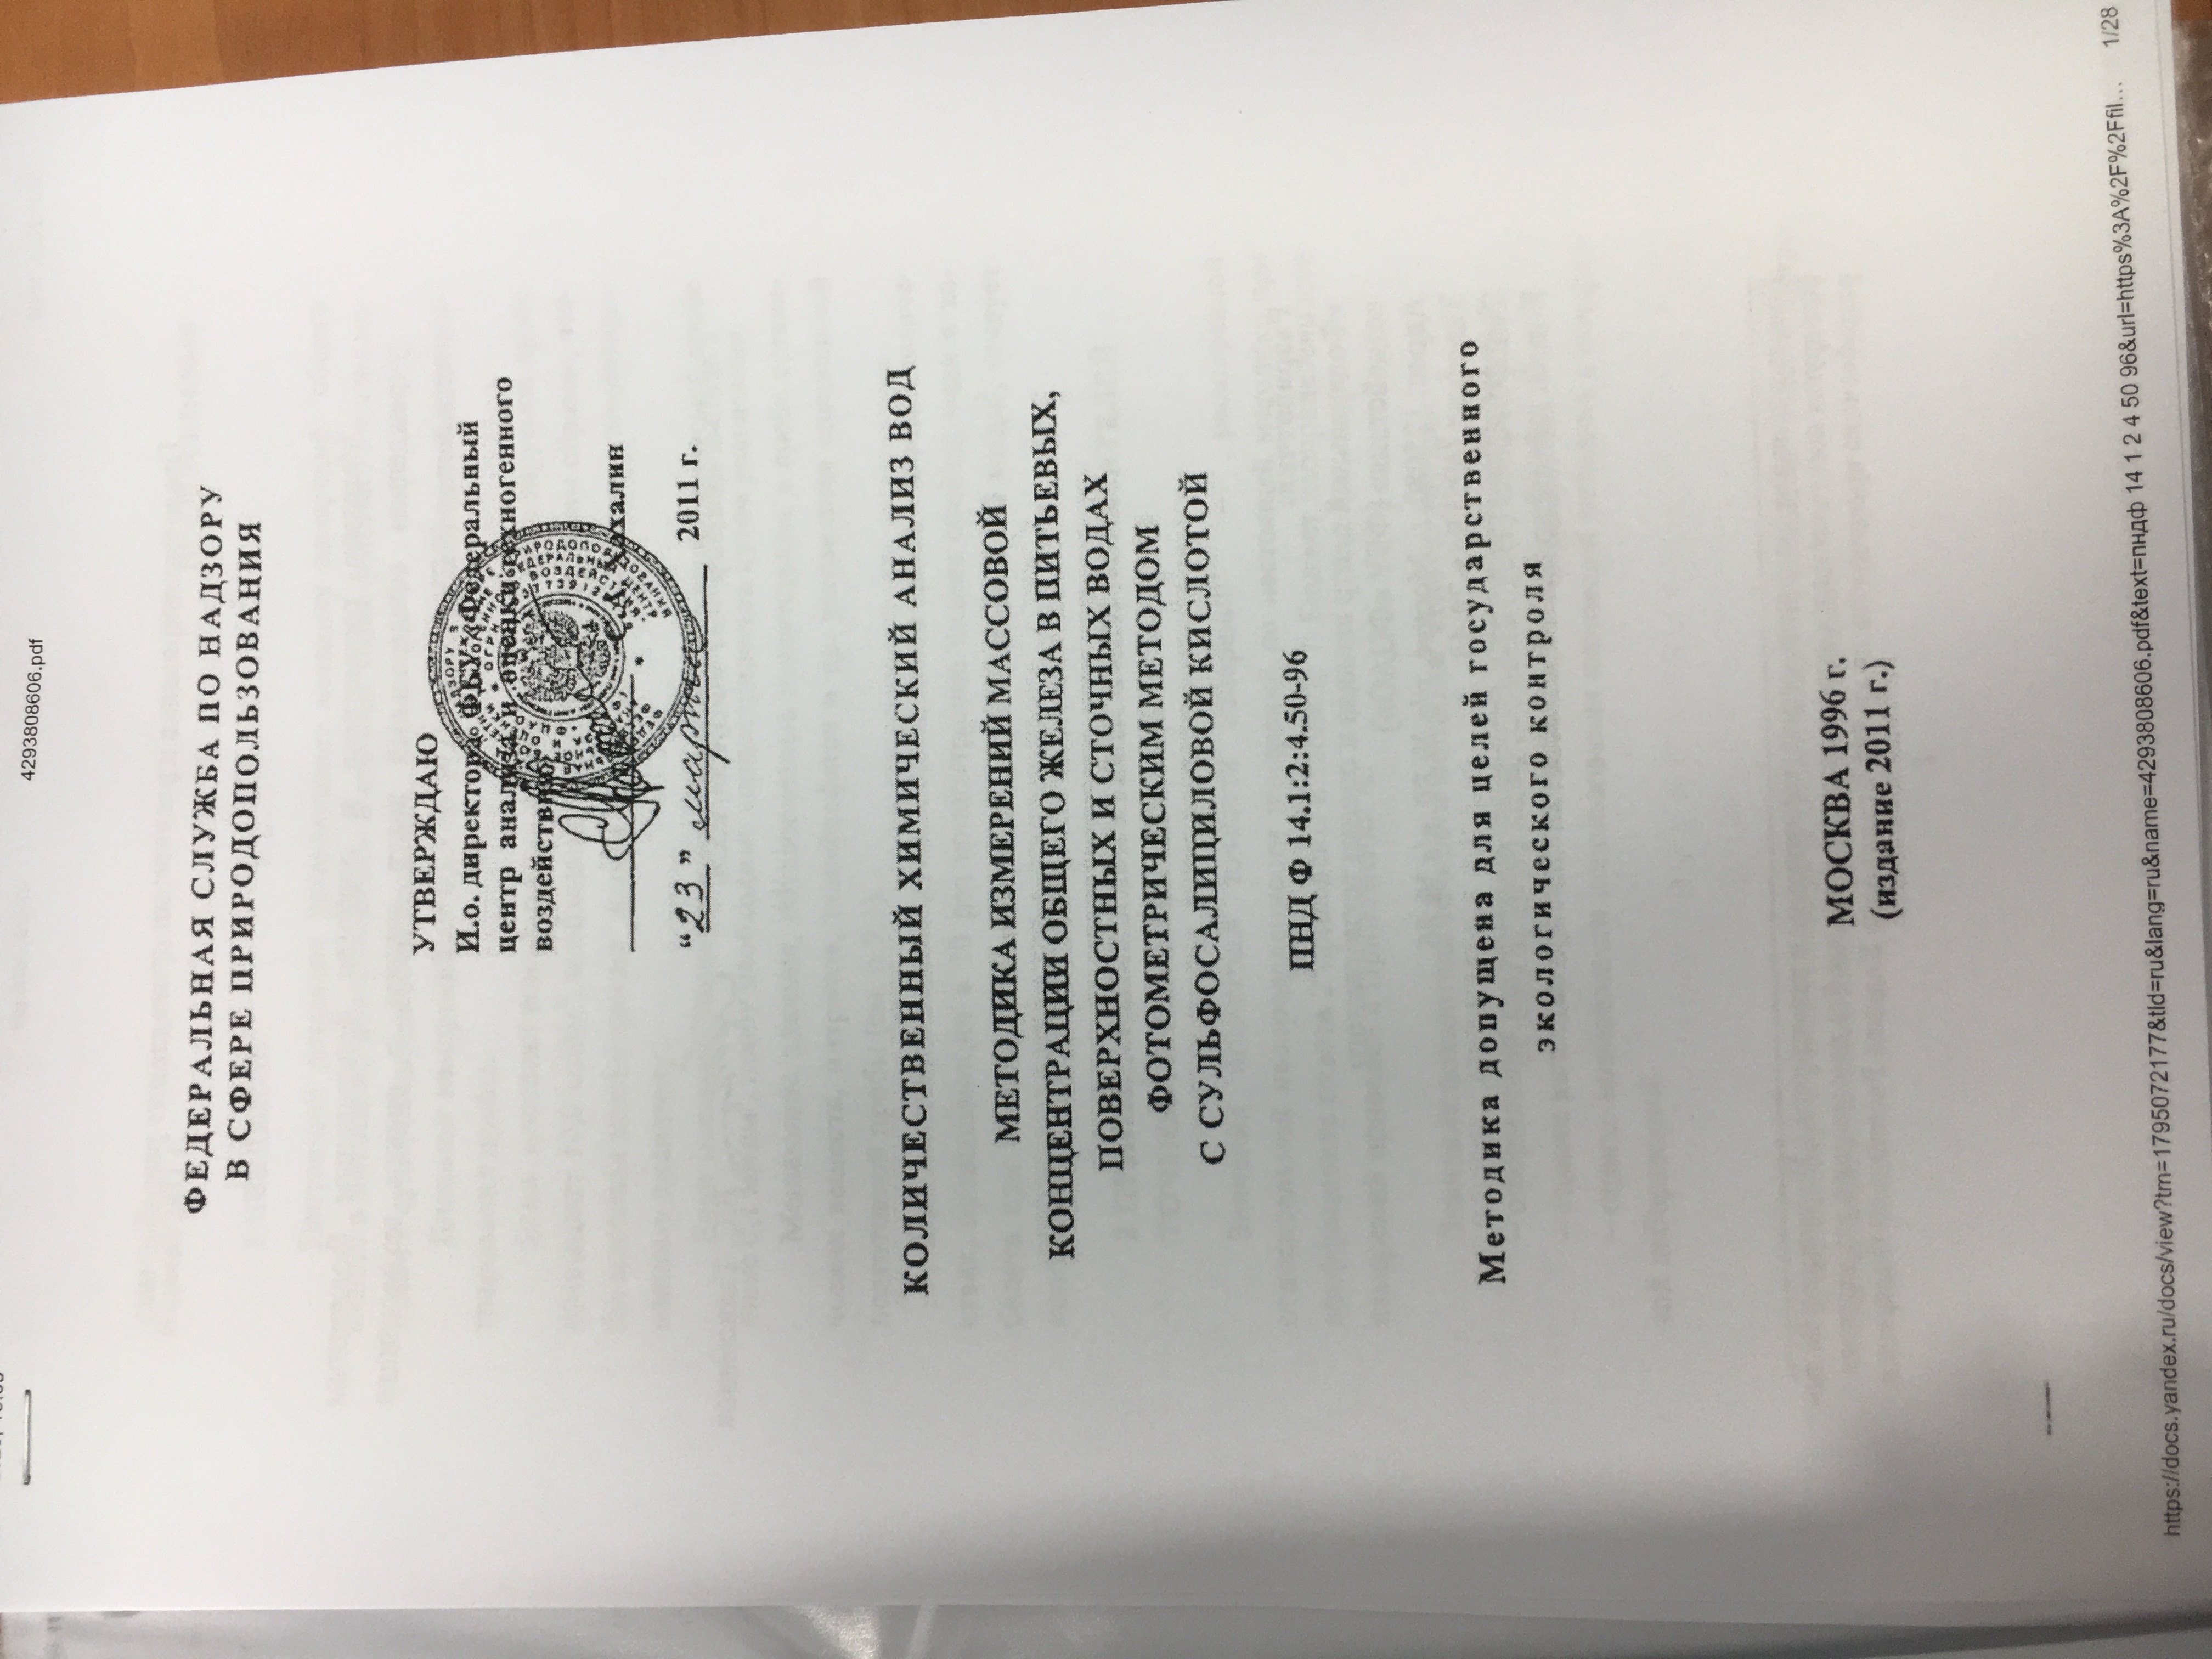 4293808606.pdf
ФЕДЕРАЛЬНАЯ СЛУЖБА ПО НАДЗОРУ
В СФЕРЕ ПРИРОДОПОЛЬЗОВАНИЯ
УТВЕРЖДАЮ
И.о. директора ФБУ «Федеральный
центр анализа и оценки техногенного
воздействия»
С.А. Хахалин
“23” марта 2011 г.
КОЛИЧЕСТВЕННЫЙ ХИМИЧЕСКИЙ АНАЛИЗ ВОД
МЕТОДИКА ИЗМЕРЕНИЙ МАССОВОЙ
КОНЦЕНТРАЦИИ ОБЩЕГО ЖЕЛЕЗА В ПИТЬЕВЫХ,
ПОВЕРХНОСТНЫХ И СТОЧНЫХ ВОДАХ
ФОТОМЕТРИЧЕСКИМ МЕТОДОМ
С СУЛЬФОСАЛИЦИЛОВОЙ КИСЛОТОЙ
ПНД Ф 14.1:2:4.50-96
Методика допущена для целей государственного
экологического контроля
МОСКВА 1996 г.
(издание 2011 г.)
https://docs.yandex.ru/docs/view?tm=1795072177&tld=ru&lang=ru&name=4293808606.pdf&text=пндф 14 1 2 4 50 96&url=https%3A%2F%2Ffil... 1/28